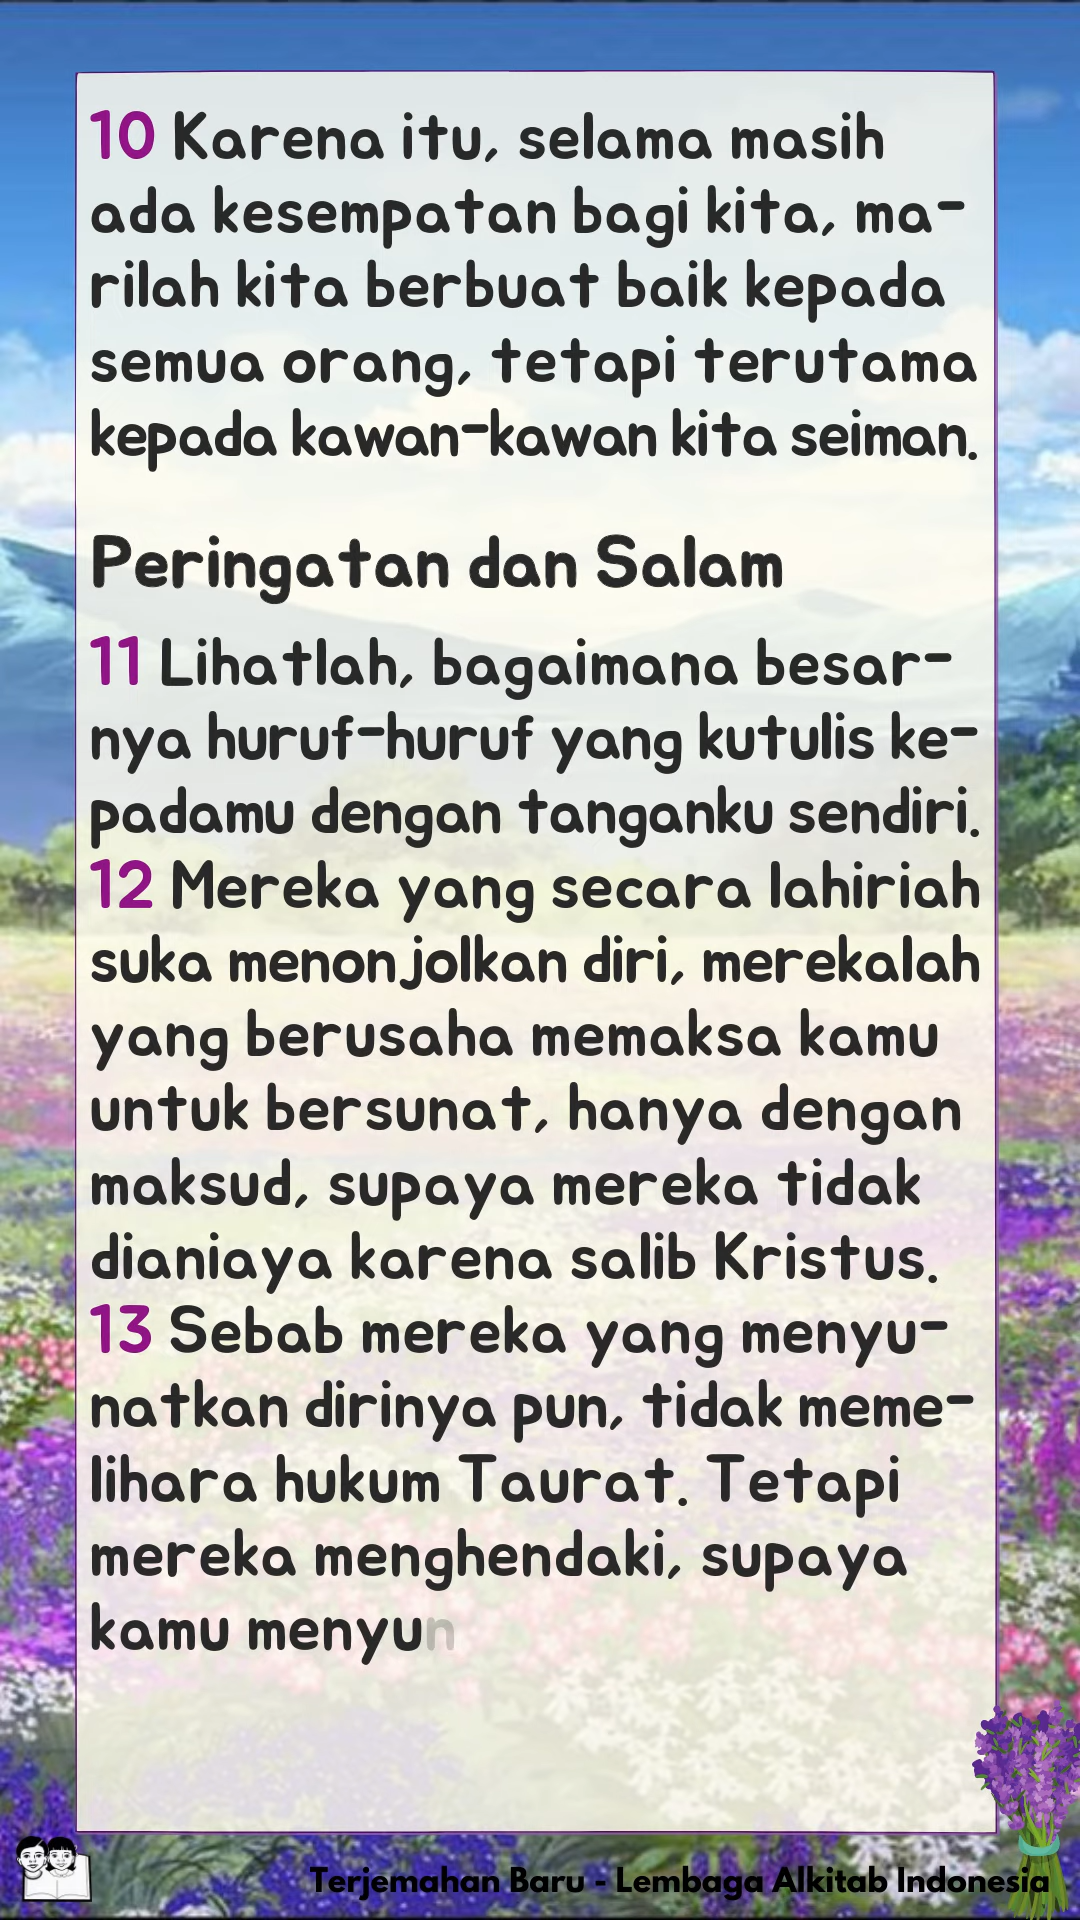 10 Karena itu, selama masih
ada kesempatan bagi kita, ma-
rilah kita berbuat baik kepada
semua orang, tetapi terutama
kepada kawan-kawan kita seiman.
Peringatan dan Salam
11 Lihatlah, bagaimana besar-
nya huruf-huruf yang kutulis ke-
padamu dengan tanganku sendiri.
12 Mereka yang secara lahiriah
suka menonjolkan diri, merekalah
yang berusaha memaksa kamu
untuk bersunat, hanya dengan
maksud, supaya mereka tidak
dianiaya karena salib Kristus.
13 Sebab mereka yang menyu-
natkan dirinya pun, tidak meme-
lihara hukum Taurat. Tetapi
mereka menghendaki, supaya
kamu menyun
Terjemahan Baru - Lembaga Alkitab Indonesia